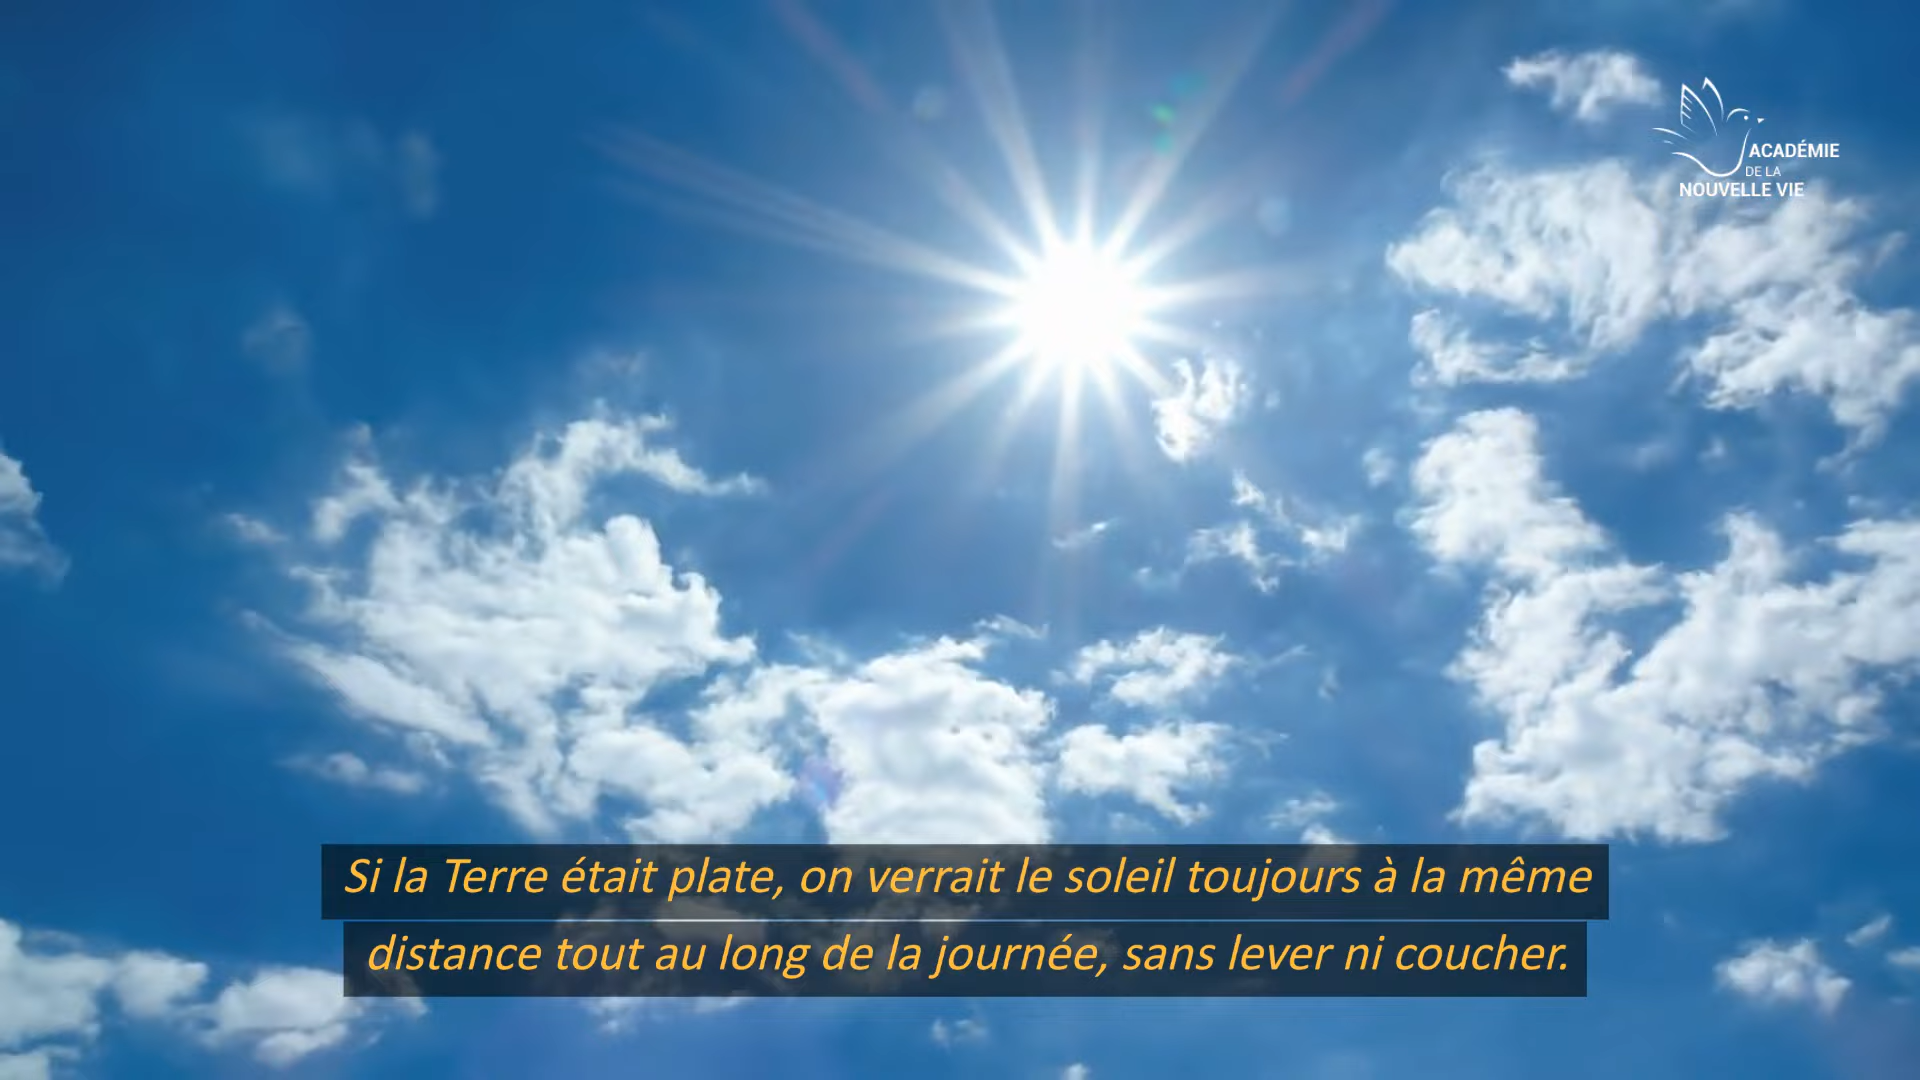 ACADÉMIE
DE LA
NOUVELLE VIE
Si la Terre était plate, on verrait le soleil toujours à la même
distance tout au long de la journée, sans lever ni coucher.